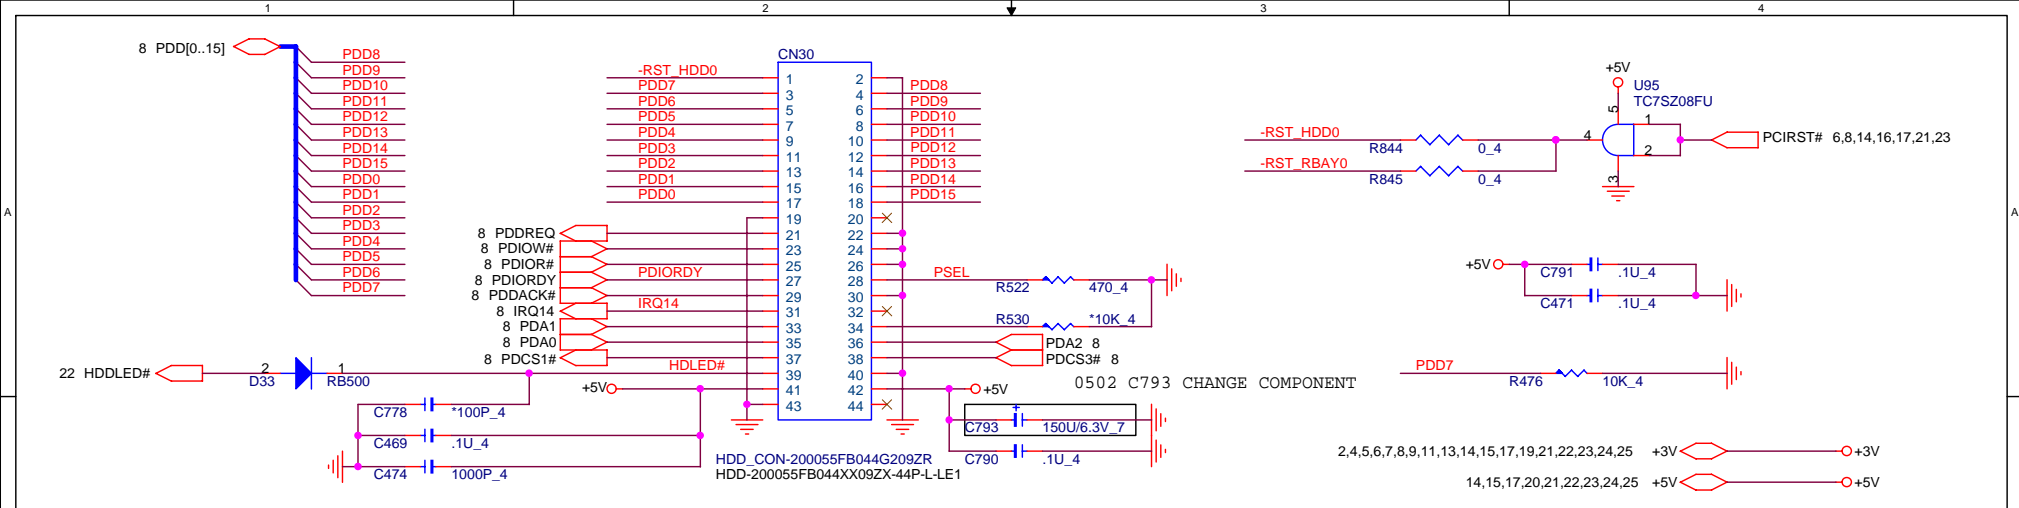 1 2 3 4
8 PDD[0..15]
PDD8
PDD9
PDD10
PDD11
PDD12
PDD13
PDD14
PDD15
PDD0
PDD1
PDD2
PDD3
PDD4
PDD5
PDD6
PDD7
CN30
-RST_HDD0 1 2
PDD7 3 4 PDD8
PDD6 5 6 PDD9
PDD5 7 8 PDD10
PDD4 9 10 PDD11
PDD3 11 12 PDD12
PDD2 13 14 PDD13
PDD1 15 16 PDD14
PDD0 17 18 PDD15
19 20
8 PDDREQ 21 22
8 PDIOW# 23 24
8 PDIOR# 25 26
8 PDIORDY PDIORDY 27 28 PSEL R522 470_4
8 PDDACK# 29 30
8 IRQ14 IRQ14 31 32
8 PDA1 33 34 R530 *10K_4
8 PDA0 35 36 PDA2 8
8 PDCS1# 37 38 PDCS3# 8
22 HDDLED# 2 D33 1 RB500 HDLED# 39 40
+5V 41 42 +5V
43 44
0502 C793 CHANGE COMPONENT
C778 *100P_4
C469 .1U_4
C474 1000P_4
+
C793 150U/6.3V_7
C790 .1U_4
HDD_CON-200055FB044G209ZR
HDD-200055FB044XX09ZX-44P-L-LE1
+5V
U95
TC7SZ08FU
5
1
4
2
3
PCIRST# 6,8,14,16,17,21,23
-RST_HDD0
R844 0_4
-RST_RBAY0
R845 0_4
+5V
C791 .1U_4
C471 .1U_4
PDD7
R476 10K_4
2,4,5,6,7,8,9,11,13,14,15,17,19,21,22,23,24,25 +3V +3V
14,15,17,20,21,22,23,24,25 +5V +5V
A A